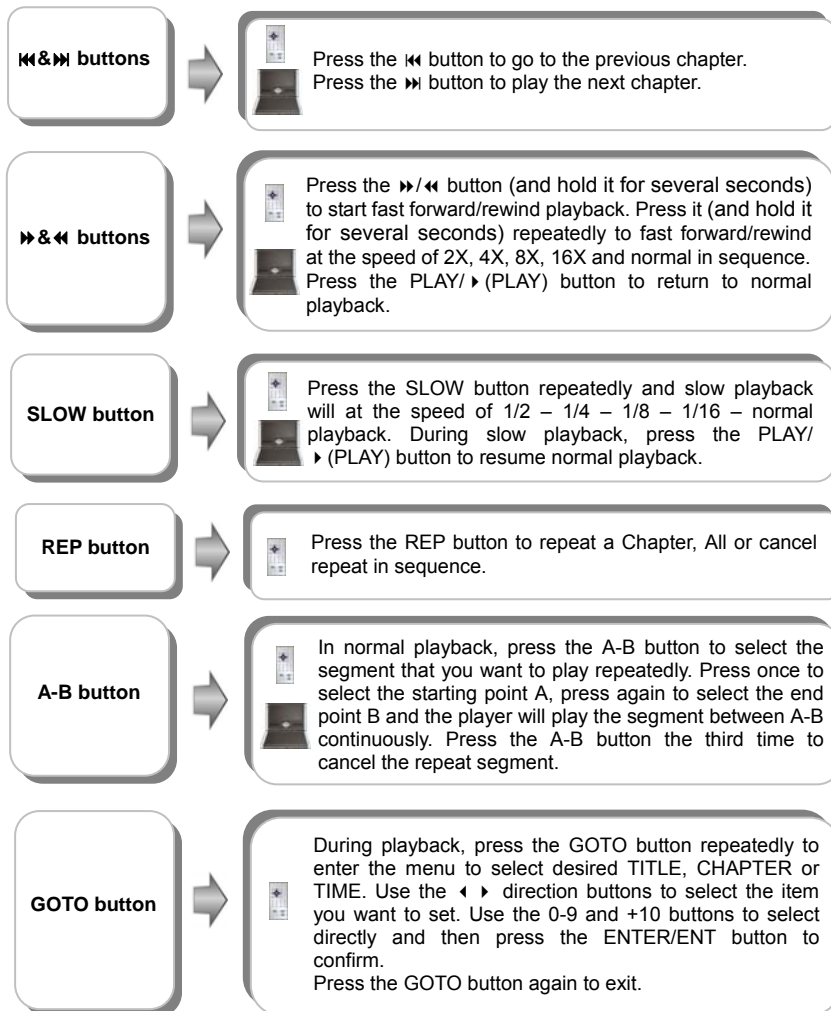 ⏮&⏭ buttons
Press the ⏮ button to go to the previous chapter.
Press the ⏭ button to play the next chapter.
⏩&⏪ buttons
Press the ⏩/⏪ button (and hold it for several seconds)
to start fast forward/rewind playback. Press it (and hold it
for several seconds) repeatedly to fast forward/rewind
at the speed of 2X, 4X, 8X, 16X and normal in sequence.
Press the PLAY/ ▶ (PLAY) button to return to normal
playback.
SLOW button
Press the SLOW button repeatedly and slow playback
will at the speed of 1/2 – 1/4 – 1/8 – 1/16 – normal
playback. During slow playback, press the PLAY/
▶ (PLAY) button to resume normal playback.
REP button
Press the REP button to repeat a Chapter, All or cancel
repeat in sequence.
A-B button
In normal playback, press the A-B button to select the
segment that you want to play repeatedly. Press once to
select the starting point A, press again to select the end
point B and the player will play the segment between A-B
continuously. Press the A-B button the third time to
cancel the repeat segment.
GOTO button
During playback, press the GOTO button repeatedly to
enter the menu to select desired TITLE, CHAPTER or
TIME. Use the ◀ ▶ direction buttons to select the item
you want to set. Use the 0-9 and +10 buttons to select
directly and then press the ENTER/ENT button to
confirm.
Press the GOTO button again to exit.